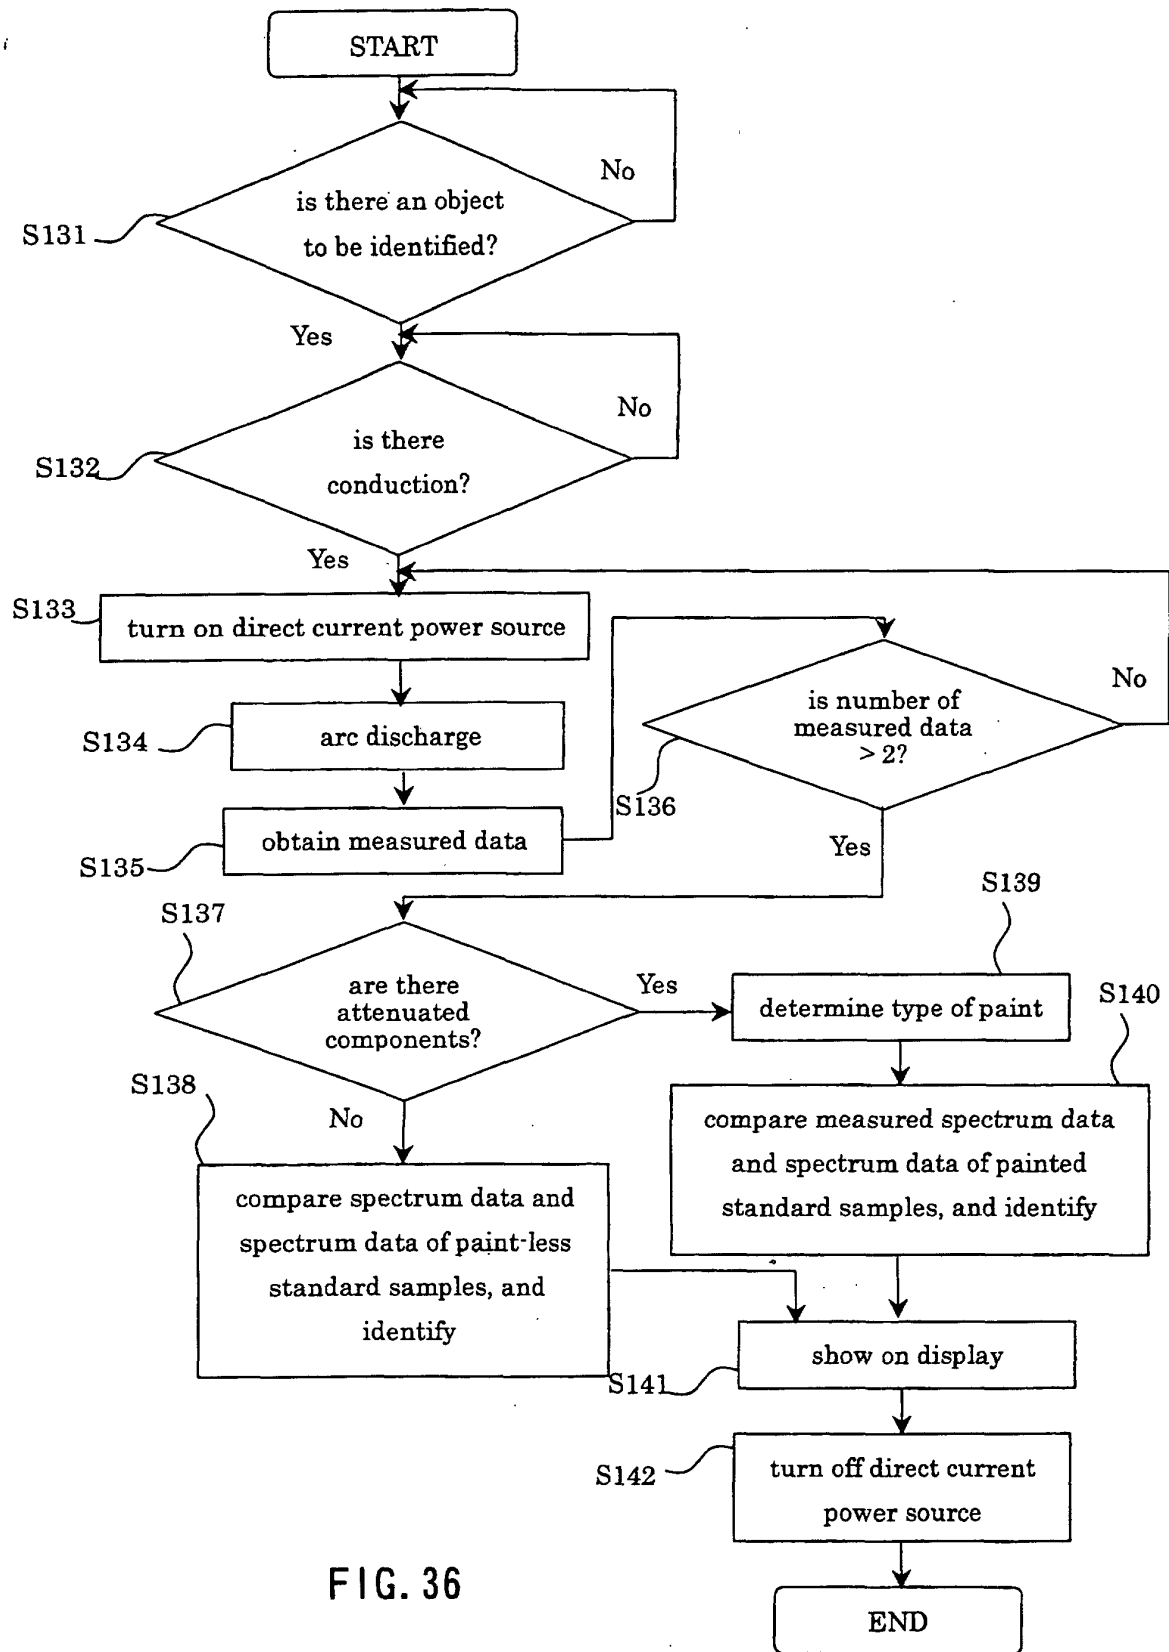 START
No
is there an object
to be identified?
S131
Yes
No
is there
conduction?
S132
Yes
S133
turn on direct current power source
No
is number of
measured data
> 2?
S134
arc discharge
S136
obtain measured data
S135
Yes
S139
S137
are there
attenuated
components?
Yes
determine type of paint
S140
S138
No
compare measured spectrum data
and spectrum data of painted
standard samples, and identify
compare spectrum data and
spectrum data of paint-less
standard samples, and
identify
show on display
S141
turn off direct current
power source
S142
FIG. 36
END